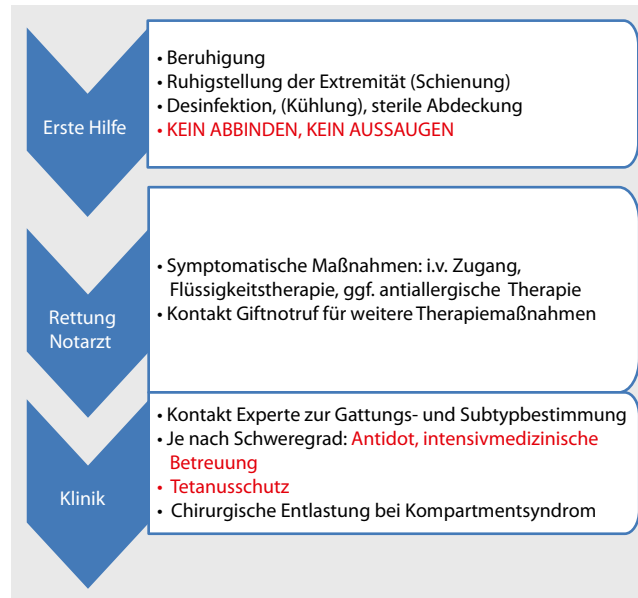 Erste Hilfe
• Beruhigung
• Ruhigstellung der Extremität (Schienung)
• Desinfektion, (Kühlung), sterile Abdeckung
• KEIN ABBINDEN, KEIN AUSSAUGEN
Rettung
Notarzt
• Symptomatische Maßnahmen: i.v. Zugang,
Flüssigkeitstherapie, ggf. antiallergische Therapie
• Kontakt Giftnotruf für weitere Therapiemaßnahmen
Klinik
• Kontakt Experte zur Gattungs- und Subtypbestimmung
• Je nach Schweregrad: Antidot, intensivmedizinische
Betreuung
• Tetanusschutz
• Chirurgische Entlastung bei Kompartmentsyndrom